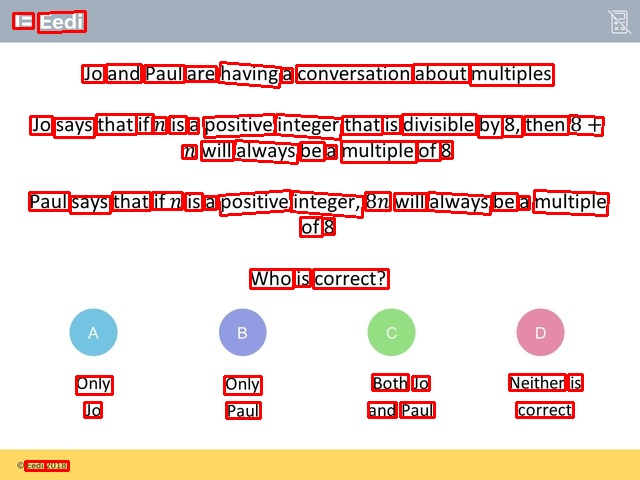 Eedi
Jo and Paul are having a conversation about multiples
Jo says that if n is a positive integer that is divisible by 8, then 8 +
n will always be a multiple of 8
Paul says that if n is a positive integer, 8n will always be a multiple
of 8
Who is correct?
A B C D
Only Only Both Jo Neither is
Jo Paul and Paul correct
© Eedi 2018